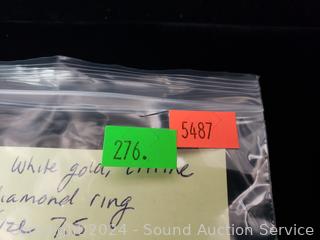 5487
276.
White gold, citrine
diamond ring
size 7.5
2024 - Sound Auction Service